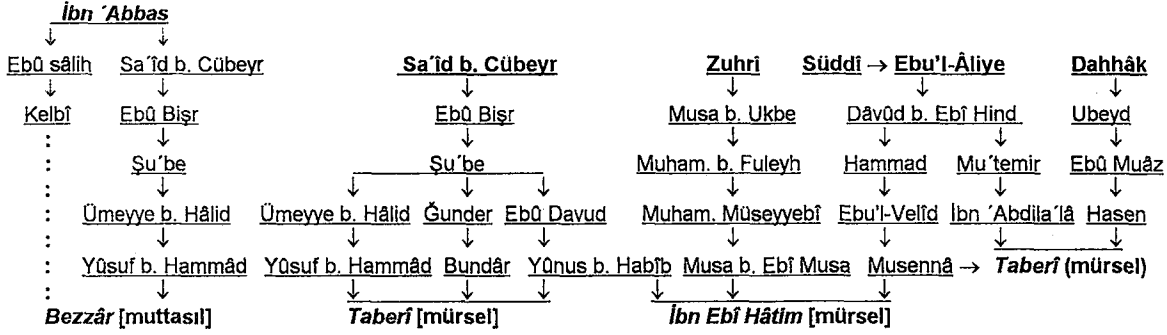 İbn ´Abbas
Ebû sâlih Sa´îd b. Cübeyr Sa´îd b. Cübeyr Zuhrî Süddî → Ebu'l-Âliye Dahhâk
Kelbî Ebû Bişr Ebû Bişr Musa b. Ukbe Dâvûd b. Ebî Hind Ubeyd
: Şu´be Şu´be Muham. b. Fuleyh Hammad Mu´temir Ebû Muâz
: Ümeyye b. Hâlid Ümeyye b. Hâlid Ğunder Ebû Davud Muham. Müseyyebî Ebu'l-Velîd İbn ´Abdila´lâ Hasen
: Yûsuf b. Hammâd Yûsuf b. Hammâd Bundâr Yûnus b. Habîb Musa b. Ebî Musa Musennâ → Taberî (mürsel)
Bezzâr [muttasıl] Taberî [mürsel] İbn Ebî Hâtim [mürsel]